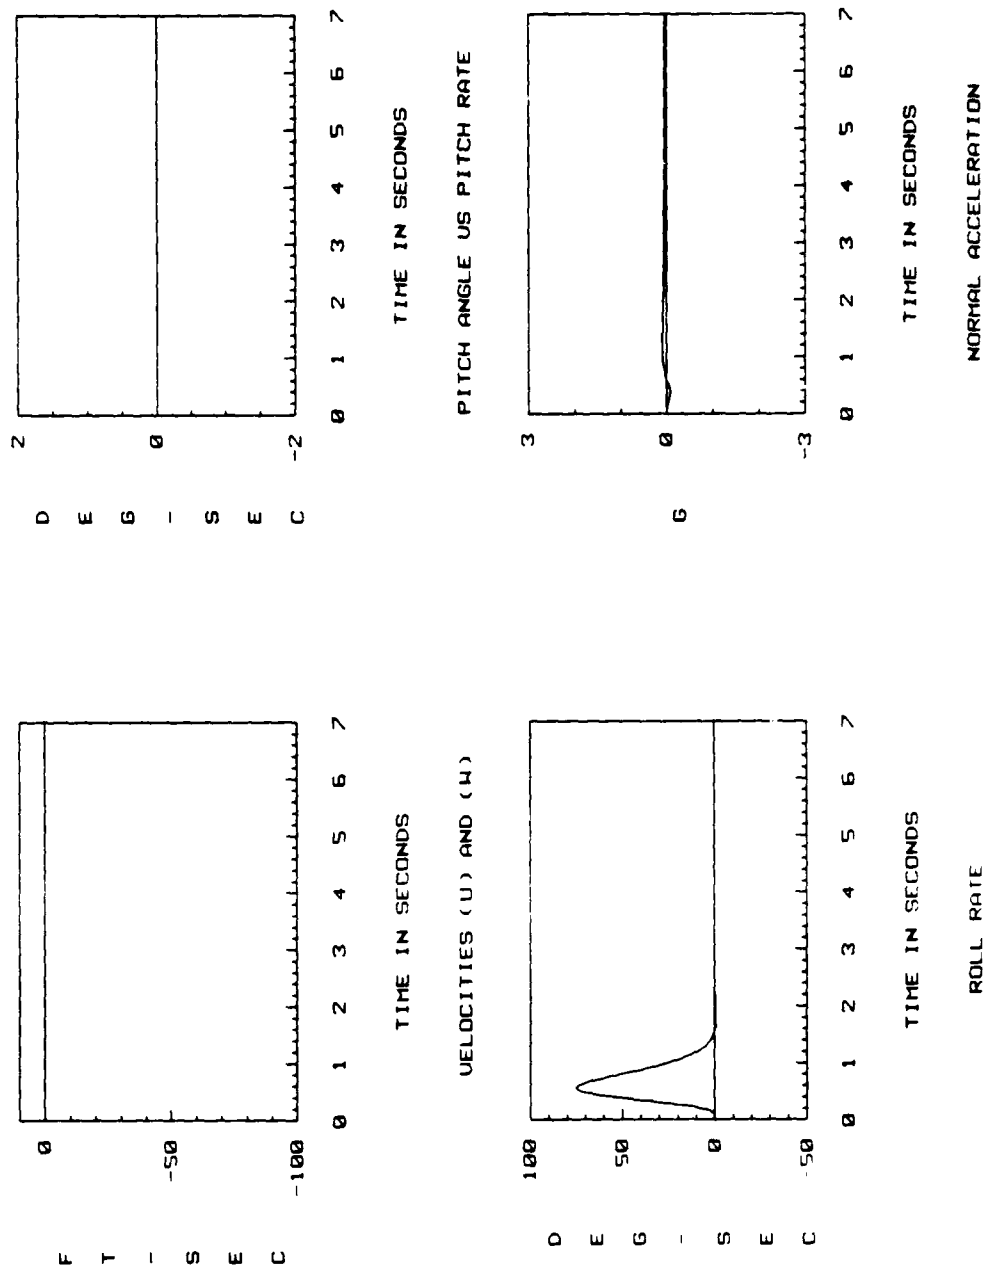 F
T
-
S
E
C
0
-50
-100
0 1 2 3 4 5 6 7
TIME IN SECONDS
VELOCITIES (U) AND (W)
D
E
G
-
S
E
C
2
0
-2
0 1 2 3 4 5 6 7
TIME IN SECONDS
PITCH ANGLE VS PITCH RATE
D
E
G
-
S
E
C
100
50
0
-50
0 1 2 3 4 5 6 7
TIME IN SECONDS
ROLL RATE
G
3
0
-3
0 1 2 3 4 5 6 7
TIME IN SECONDS
NORMAL ACCELERATION